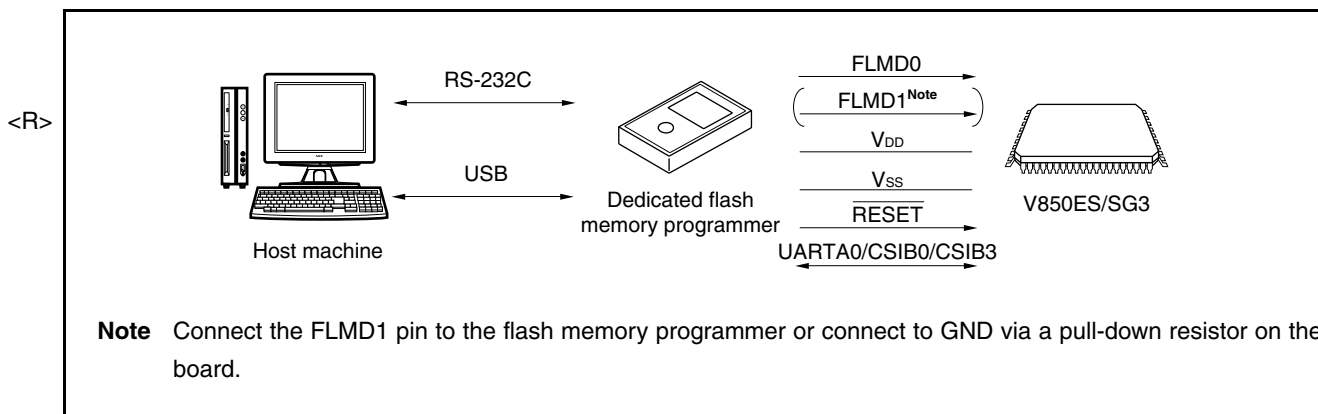 <R>
RS-232C
USB
Host machine
Dedicated flash
memory programmer
FLMD0
FLMD1Note
VDD
VSS
RESET
UARTA0/CSIB0/CSIB3
V850ES/SG3
Note Connect the FLMD1 pin to the flash memory programmer or connect to GND via a pull-down resistor on the
board.